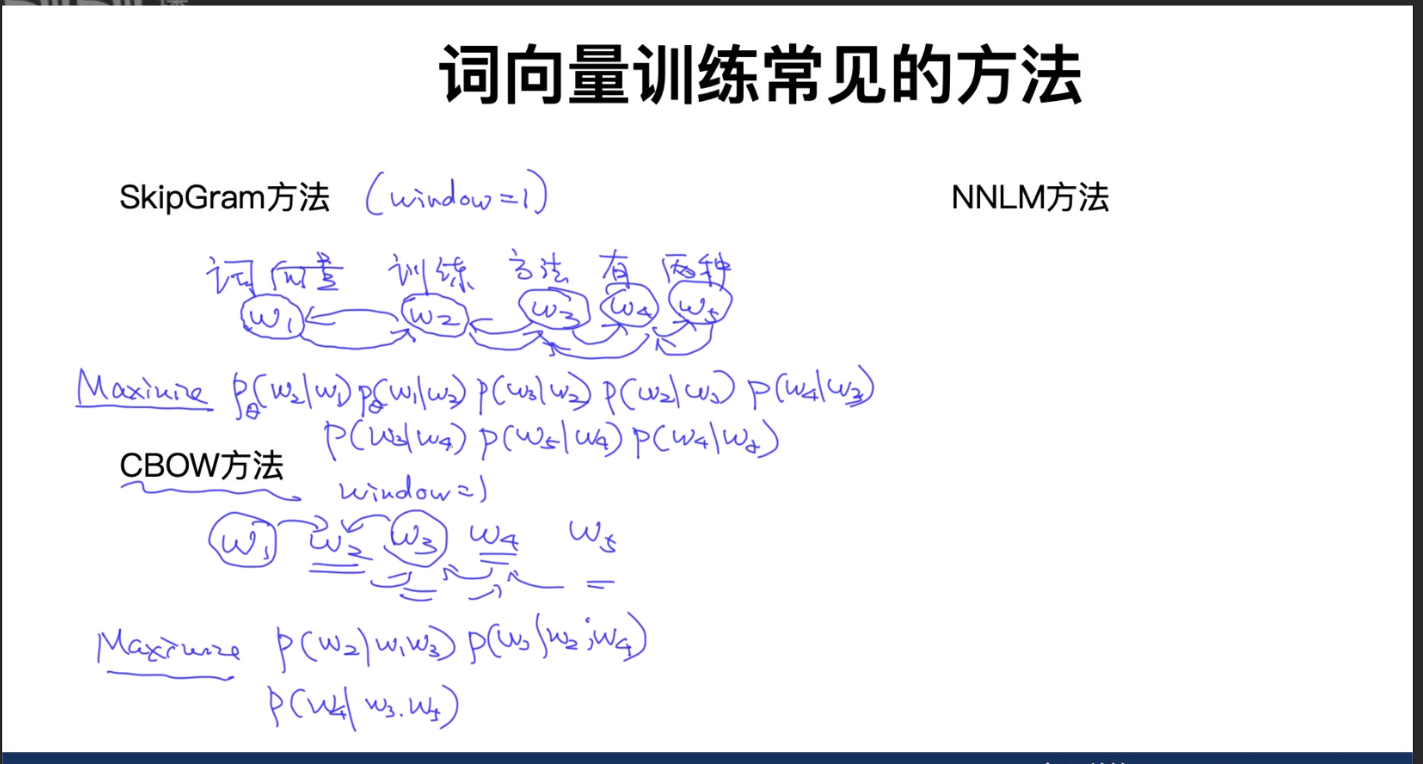 词向量训练常见的方法
SkipGram方法 (window=1)
NNLM方法
词向量 训练 方法 有 两种
w1 w2 w3 w4 w5
Maximize pθ(w2|w1) pθ(w1|w2) p(w3|w2) p(w2|w3) p(w4|w3)
p(w3|w4) p(w5|w4) p(w4|w5)
CBOW方法
window=1
w1 w2 w3 w4 w5
Maximize p(w2|w1w3) p(w3|w2;w4)
p(w4|w3.w5)